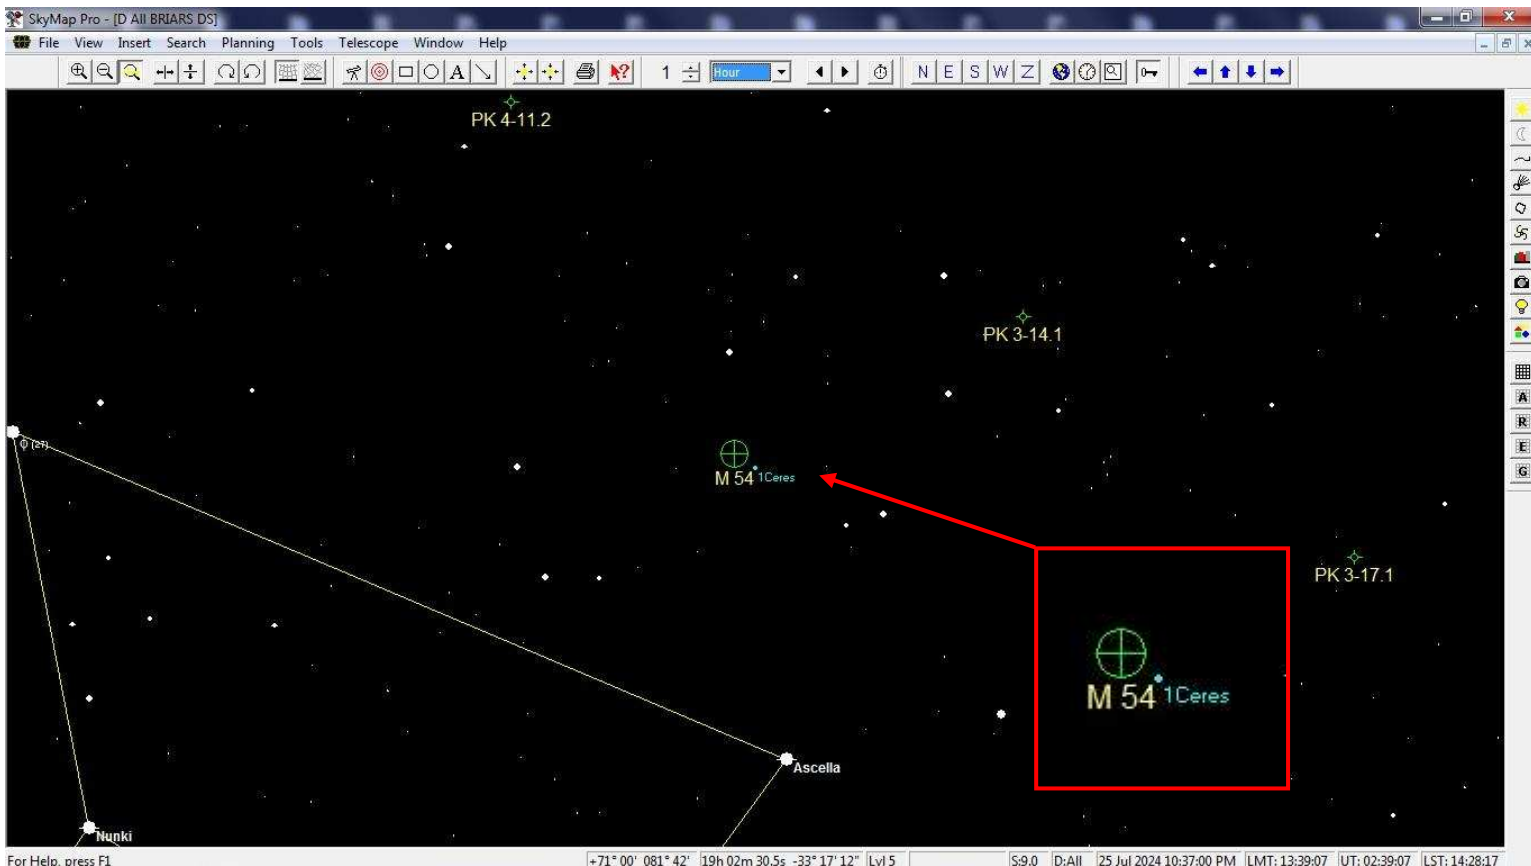 SkyMap Pro - [D All BRIARS DS]
File View Insert Search Planning Tools Telescope Window Help
A 1 Hour N E S W Z
PK 4-11.2
PK 3-14.1
φ (27)
M 54 1Ceres
PK 3-17.1
M 54 1Ceres
Ascella
Nunki
A
R
E
G
For Help, press F1 +71° 00' 081° 42' 19h 02m 30.5s -33° 17' 12" Lvl 5 S:9.0 D:All 25 Jul 2024 10:37:00 PM LMT: 13:39:07 UT: 02:39:07 LST: 14:28:17